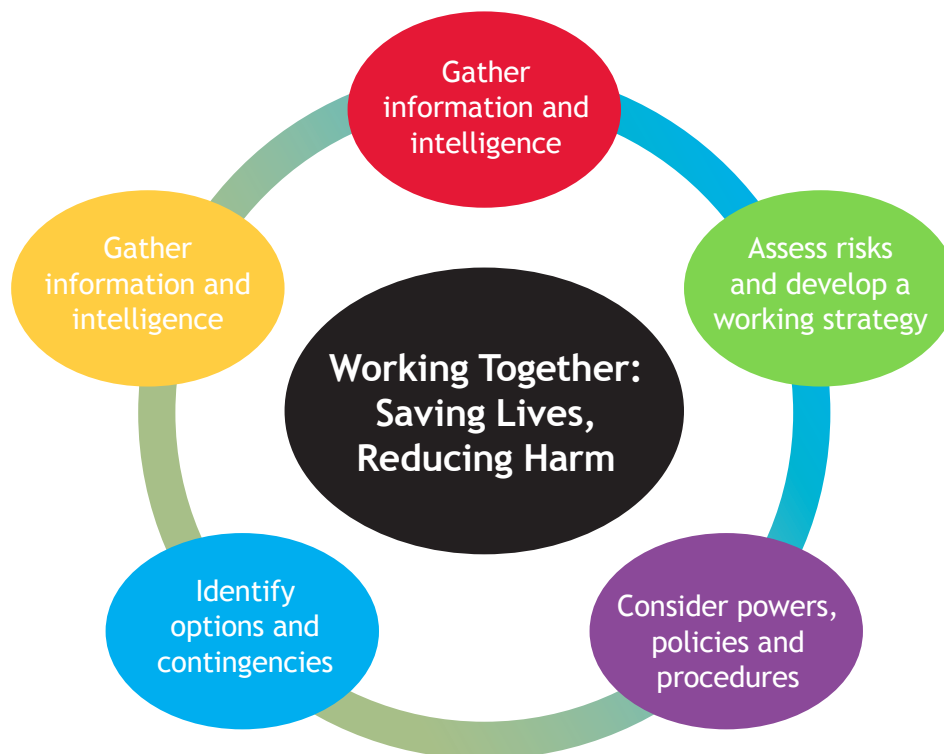 Gather
information and
intelligence
Assess risks
and develop a
working strategy
Consider powers,
policies and
procedures
Identify
options and
contingencies
Gather
information and
intelligence
Working Together:
Saving Lives,
Reducing Harm